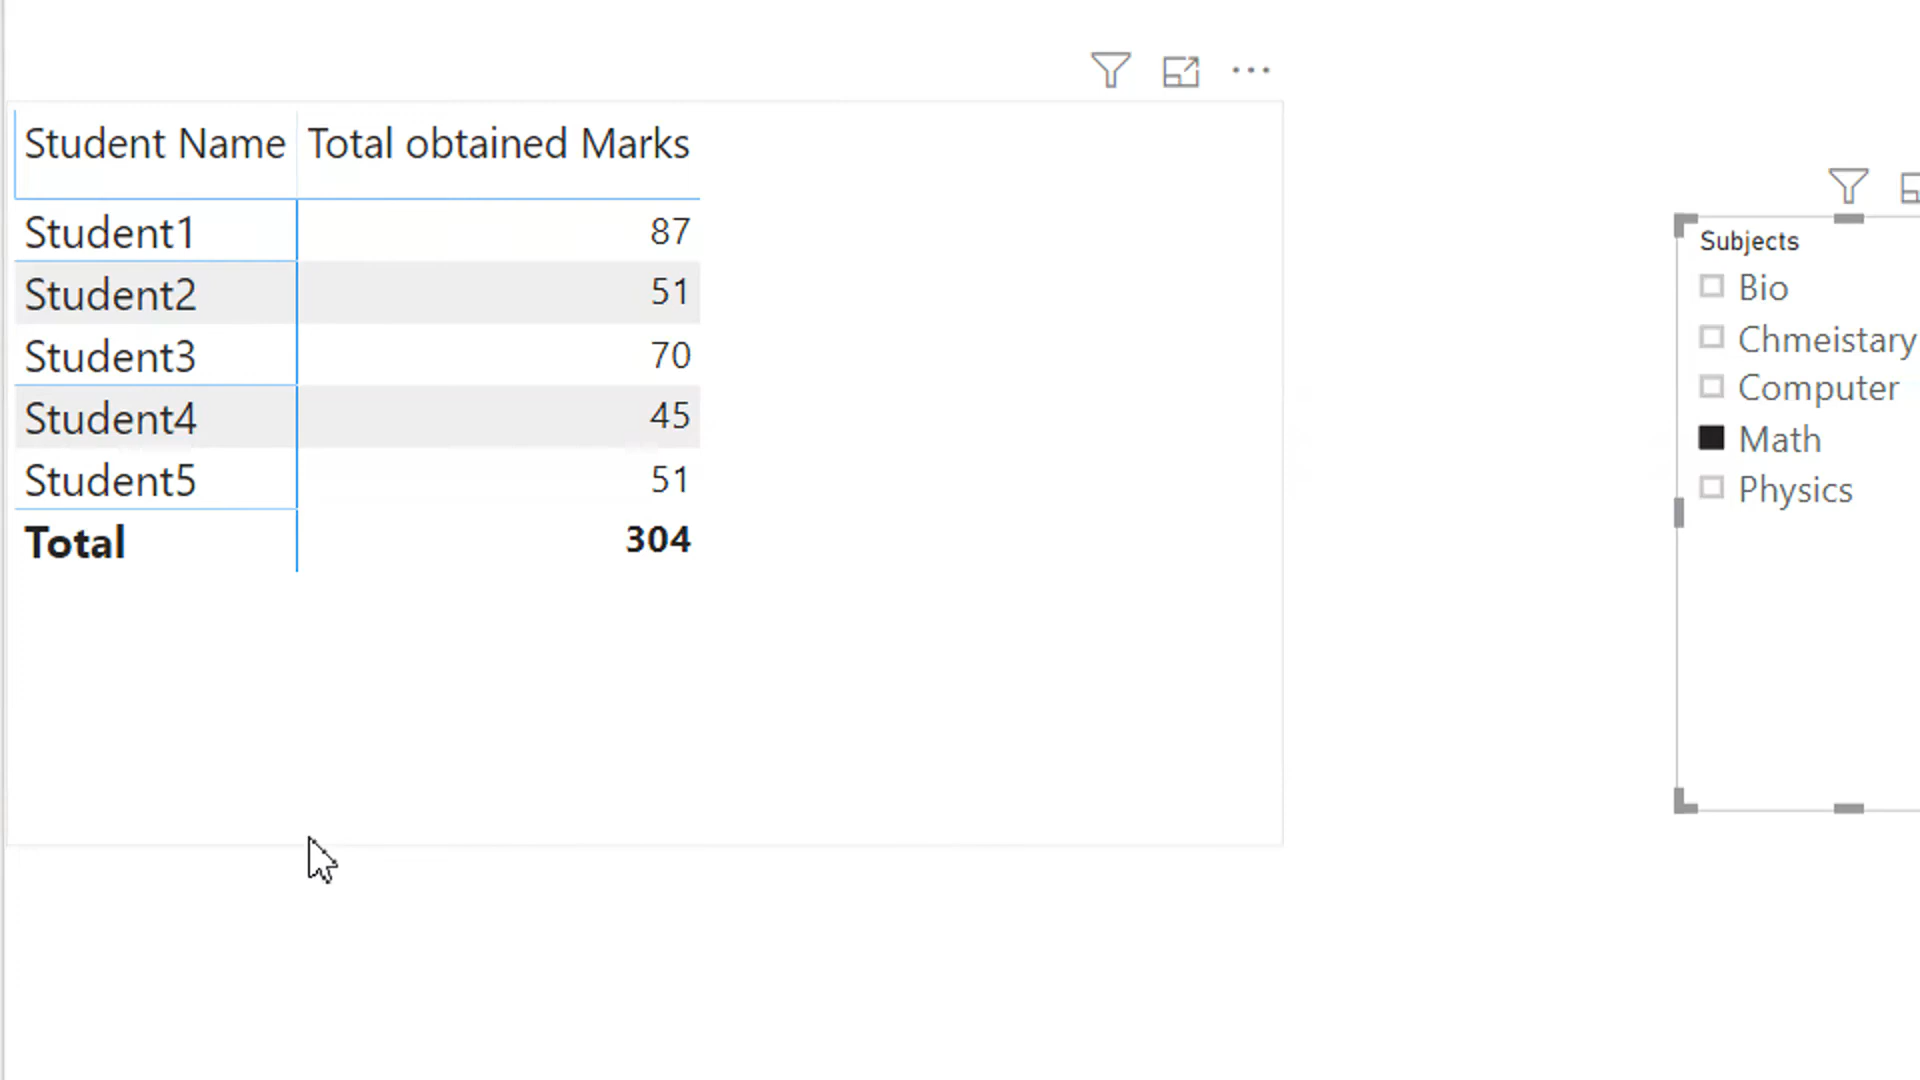 Student Name Total obtained Marks
Student1 87
Student2 51
Student3 70
Student4 45
Student5 51
Total 304
Subjects
Bio
Chmeistary
Computer
Math
Physics